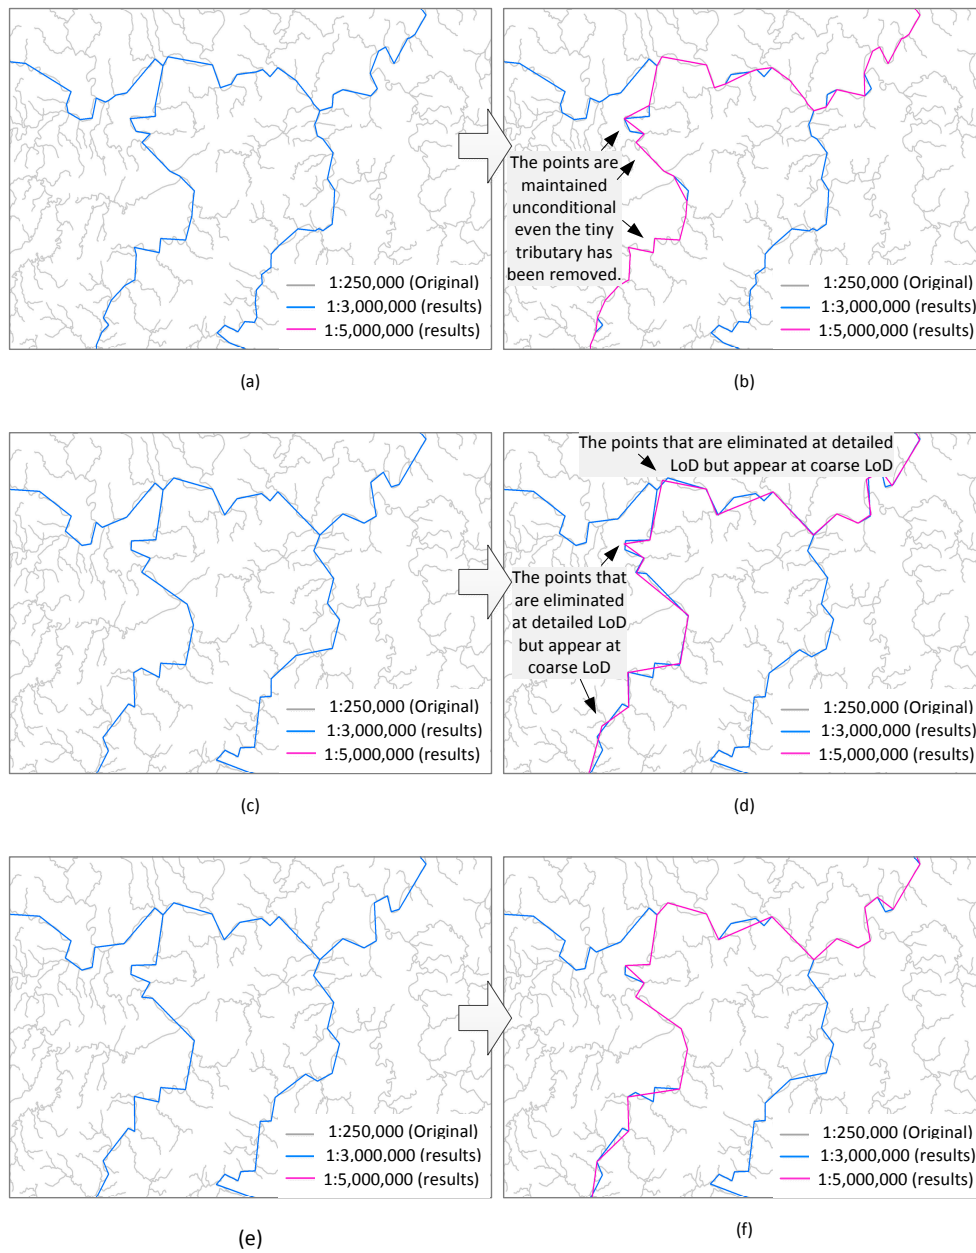 The points are
maintained
unconditional
even the tiny
tributary has
been removed.
1:250,000 (Original)
1:3,000,000 (results)
1:5,000,000 (results)
1:250,000 (Original)
1:3,000,000 (results)
1:5,000,000 (results)
(a)
(b)
The points that are eliminated at detailed
LoD but appear at coarse LoD
The points that
are eliminated
at detailed LoD
but appear at
coarse LoD
1:250,000 (Original)
1:3,000,000 (results)
1:5,000,000 (results)
1:250,000 (Original)
1:3,000,000 (results)
1:5,000,000 (results)
(c)
(d)
1:250,000 (Original)
1:3,000,000 (results)
1:5,000,000 (results)
1:250,000 (Original)
1:3,000,000 (results)
1:5,000,000 (results)
(e)
(f)